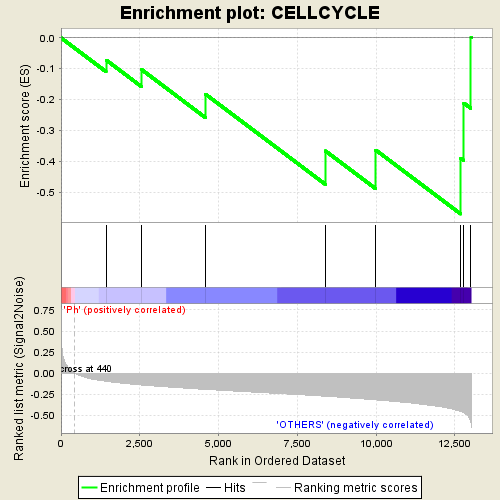 Enrichment plot: CELLCYCLE
Enrichment score (ES)
0.0
-0.1
-0.2
-0.3
-0.4
-0.5
'Ph' (positively correlated)
Ranked list metric (Signal2Noise)
0.75
0.50
0.25
0.00
-0.25
-0.50
cross at 440
'OTHERS' (negatively correlated)
0 2,500 5,000 7,500 10,000 12,500
Rank in Ordered Dataset
Enrichment profile Hits Ranking metric scores